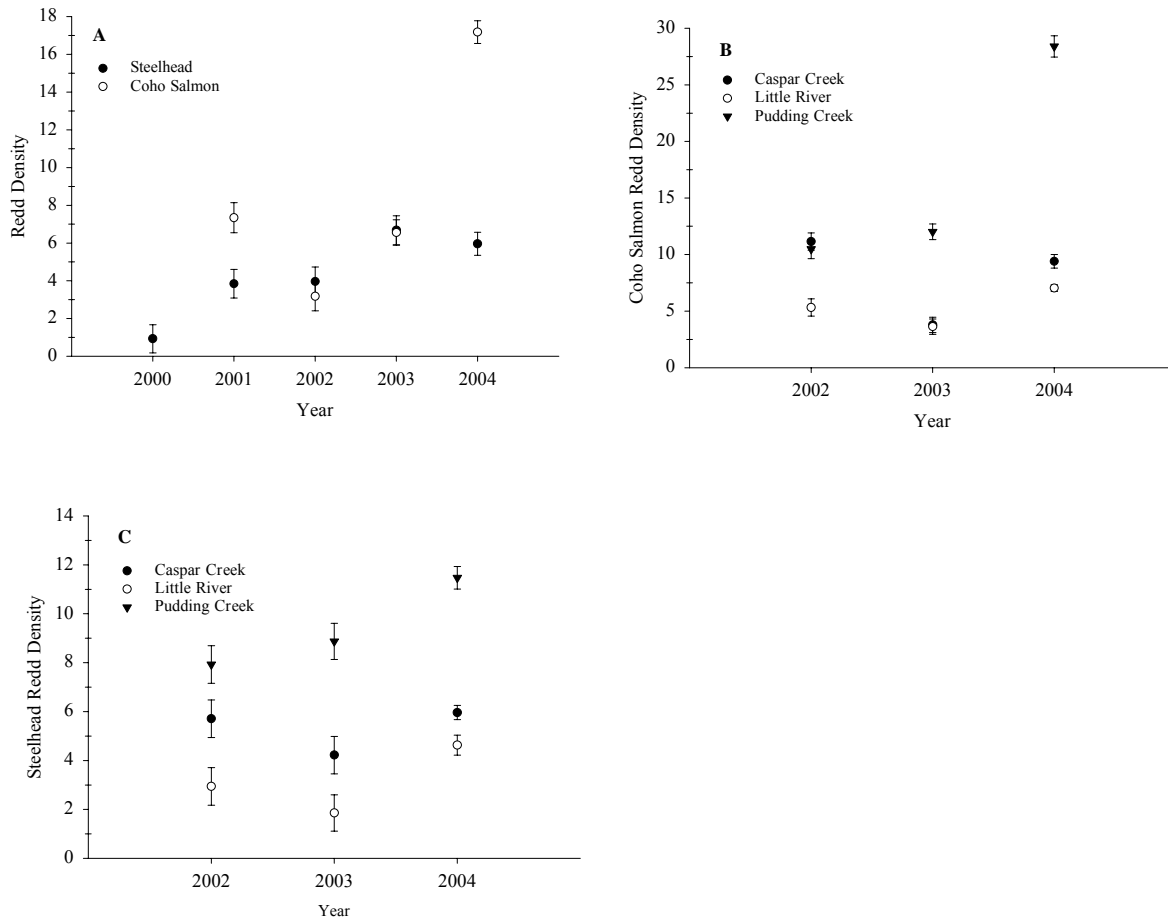 A
Steelhead
Coho Salmon
Redd Density
18
16
14
12
10
8
6
4
2
0
2000 2001 2002 2003 2004
Year
B
Caspar Creek
Little River
Pudding Creek
Coho Salmon Redd Density
30
25
20
15
10
5
0
2002 2003 2004
Year
C
Caspar Creek
Little River
Pudding Creek
Steelhead Redd Density
14
12
10
8
6
4
2
0
2002 2003 2004
Year